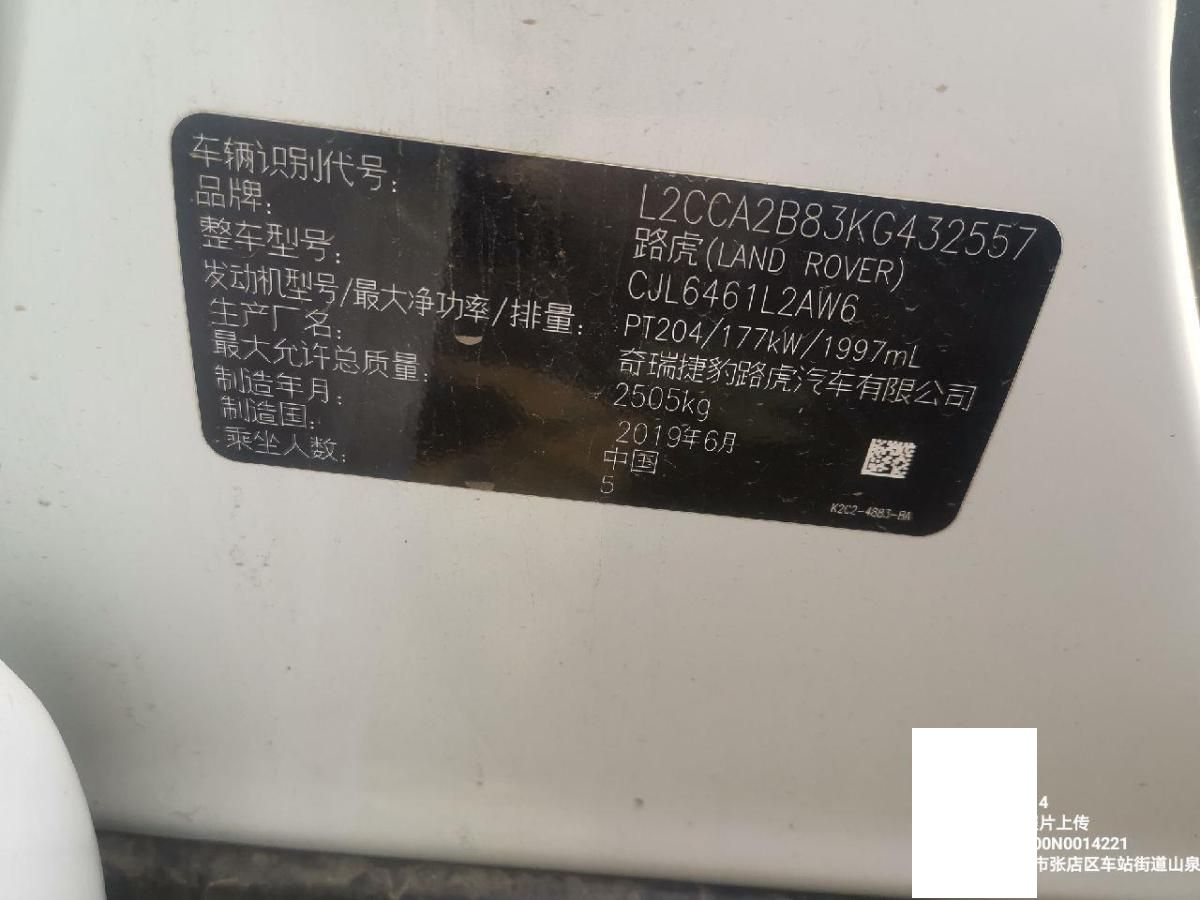 车辆识别代号: L2CCA2B83KG432557
品牌: 路虎(LAND ROVER)
整车型号: CJL6461L2AW6
发动机型号/最大净功率/排量: PT204/177kW/1997mL
生产厂名: 奇瑞捷豹路虎汽车有限公司
最大允许总质量: 2505kg
制造年月: 2019年6月
制造国: 中国
乘坐人数: 5
K2C2-48B3-BA
4
片上传
00N0014221
市张店区车站街道山泉